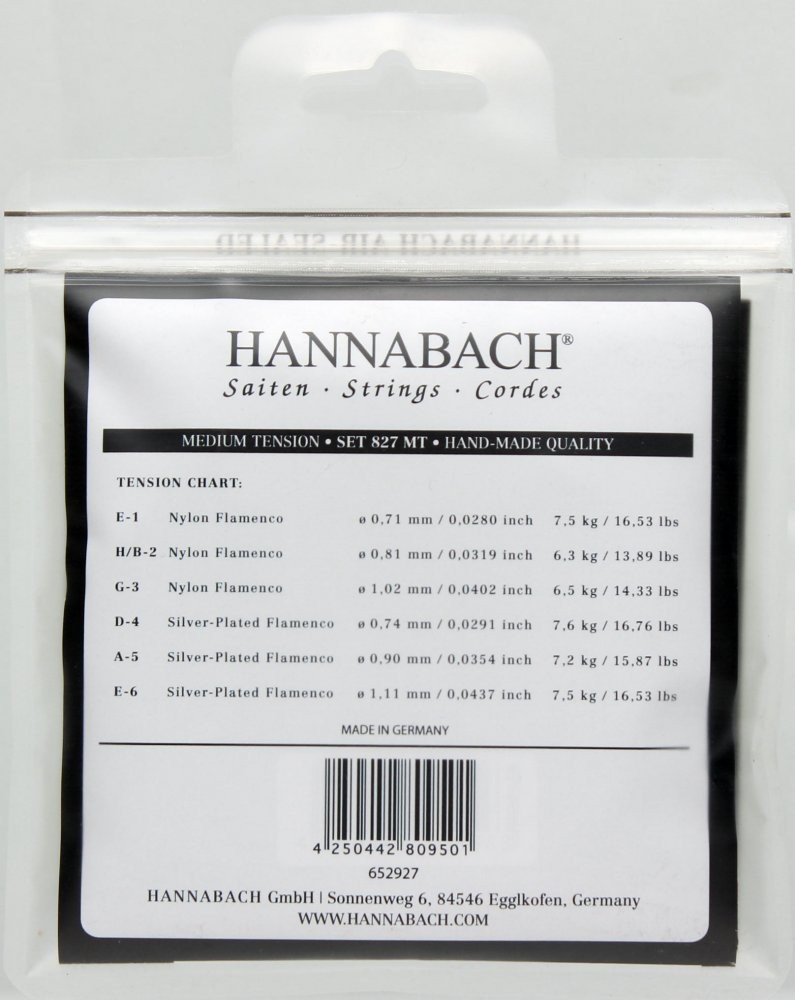 HANNABACH AIR SEALED
HANNABACH®
Saiten · Strings · Cordes
MEDIUM TENSION • SET 827 MT • HAND-MADE QUALITY
TENSION CHART:
E-1 Nylon Flamenco ø 0,71 mm / 0,0280 inch 7,5 kg / 16,53 lbs
H/B-2 Nylon Flamenco ø 0,81 mm / 0,0319 inch 6,3 kg / 13,89 lbs
G-3 Nylon Flamenco ø 1,02 mm / 0,0402 inch 6,5 kg / 14,33 lbs
D-4 Silver-Plated Flamenco ø 0,74 mm / 0,0291 inch 7,6 kg / 16,76 lbs
A-5 Silver-Plated Flamenco ø 0,90 mm / 0,0354 inch 7,2 kg / 15,87 lbs
E-6 Silver-Plated Flamenco ø 1,11 mm / 0,0437 inch 7,5 kg / 16,53 lbs
MADE IN GERMANY
4 250442 809501
652927
HANNABACH GmbH | Sonnenweg 6, 84546 Egglkofen, Germany
WWW.HANNABACH.COM